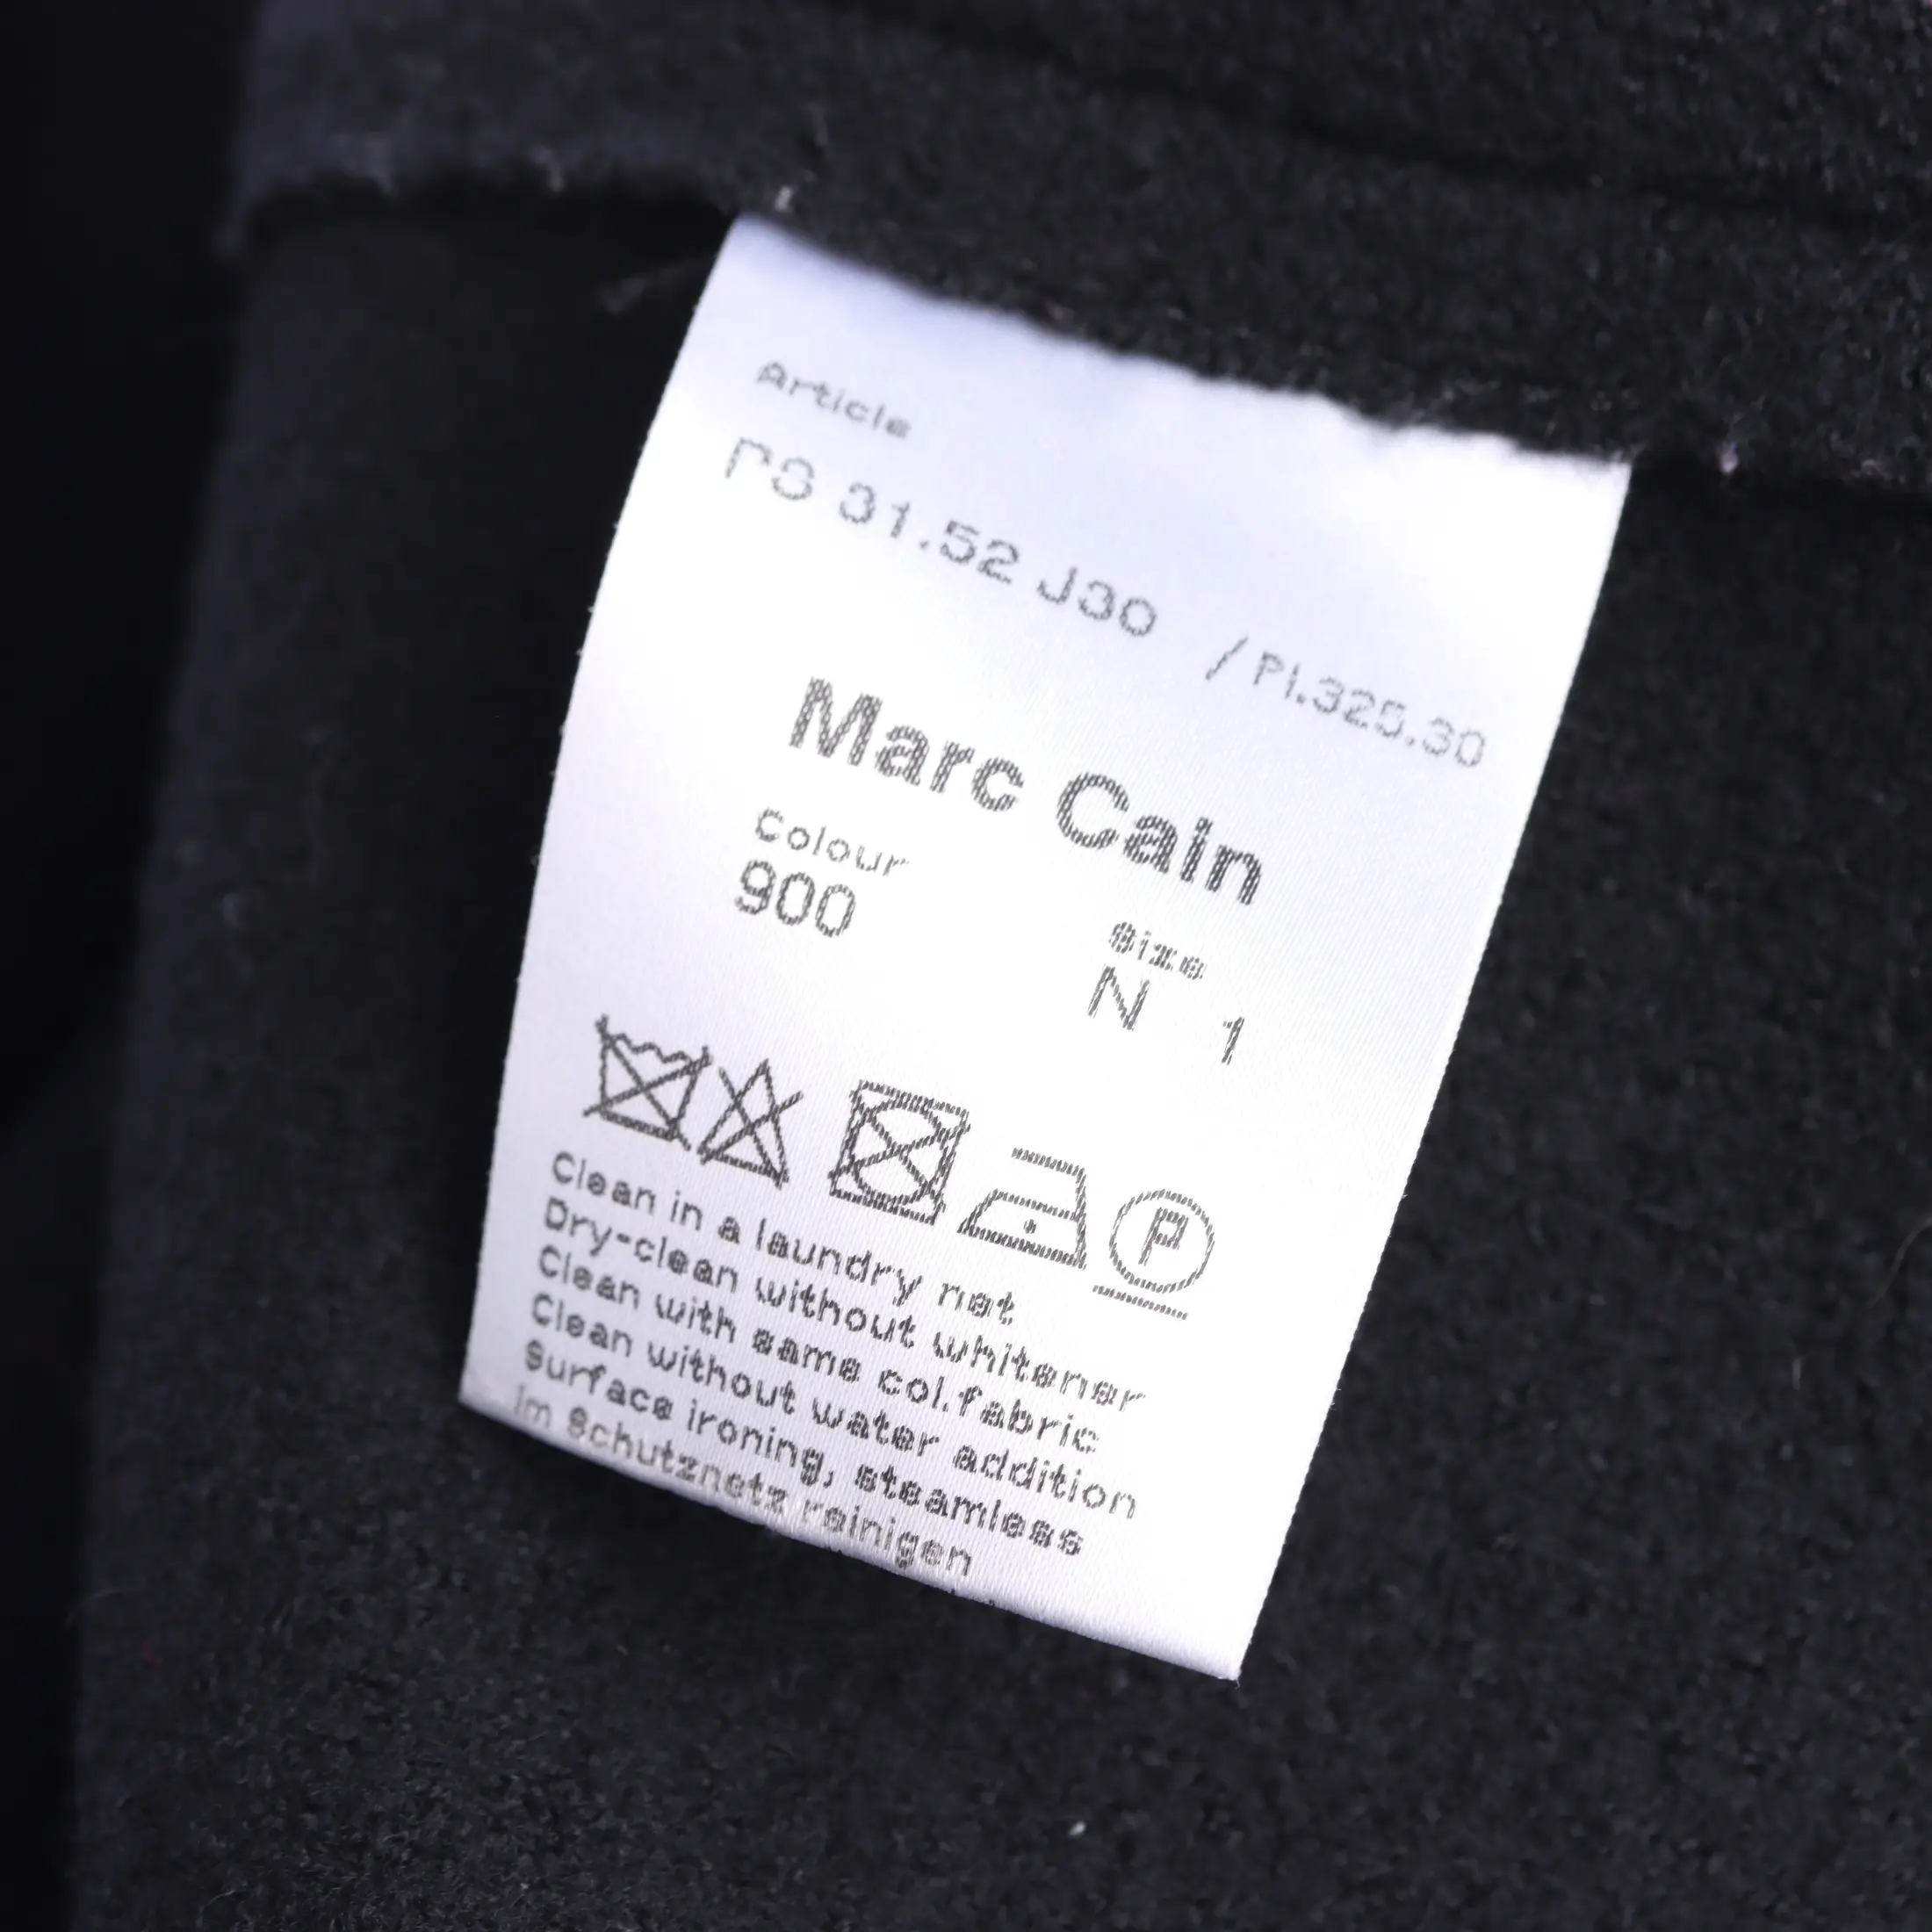 Article
rS 31.52 J30 / Pl.325.30
Marc Cain
Colour
900
Size
N 1
P
Clean in a laundry net
Dry-clean without whitener
Clean with same col.fabric
Clean without water addition
Surface ironing, steamless
Im Schutznetz reinigen